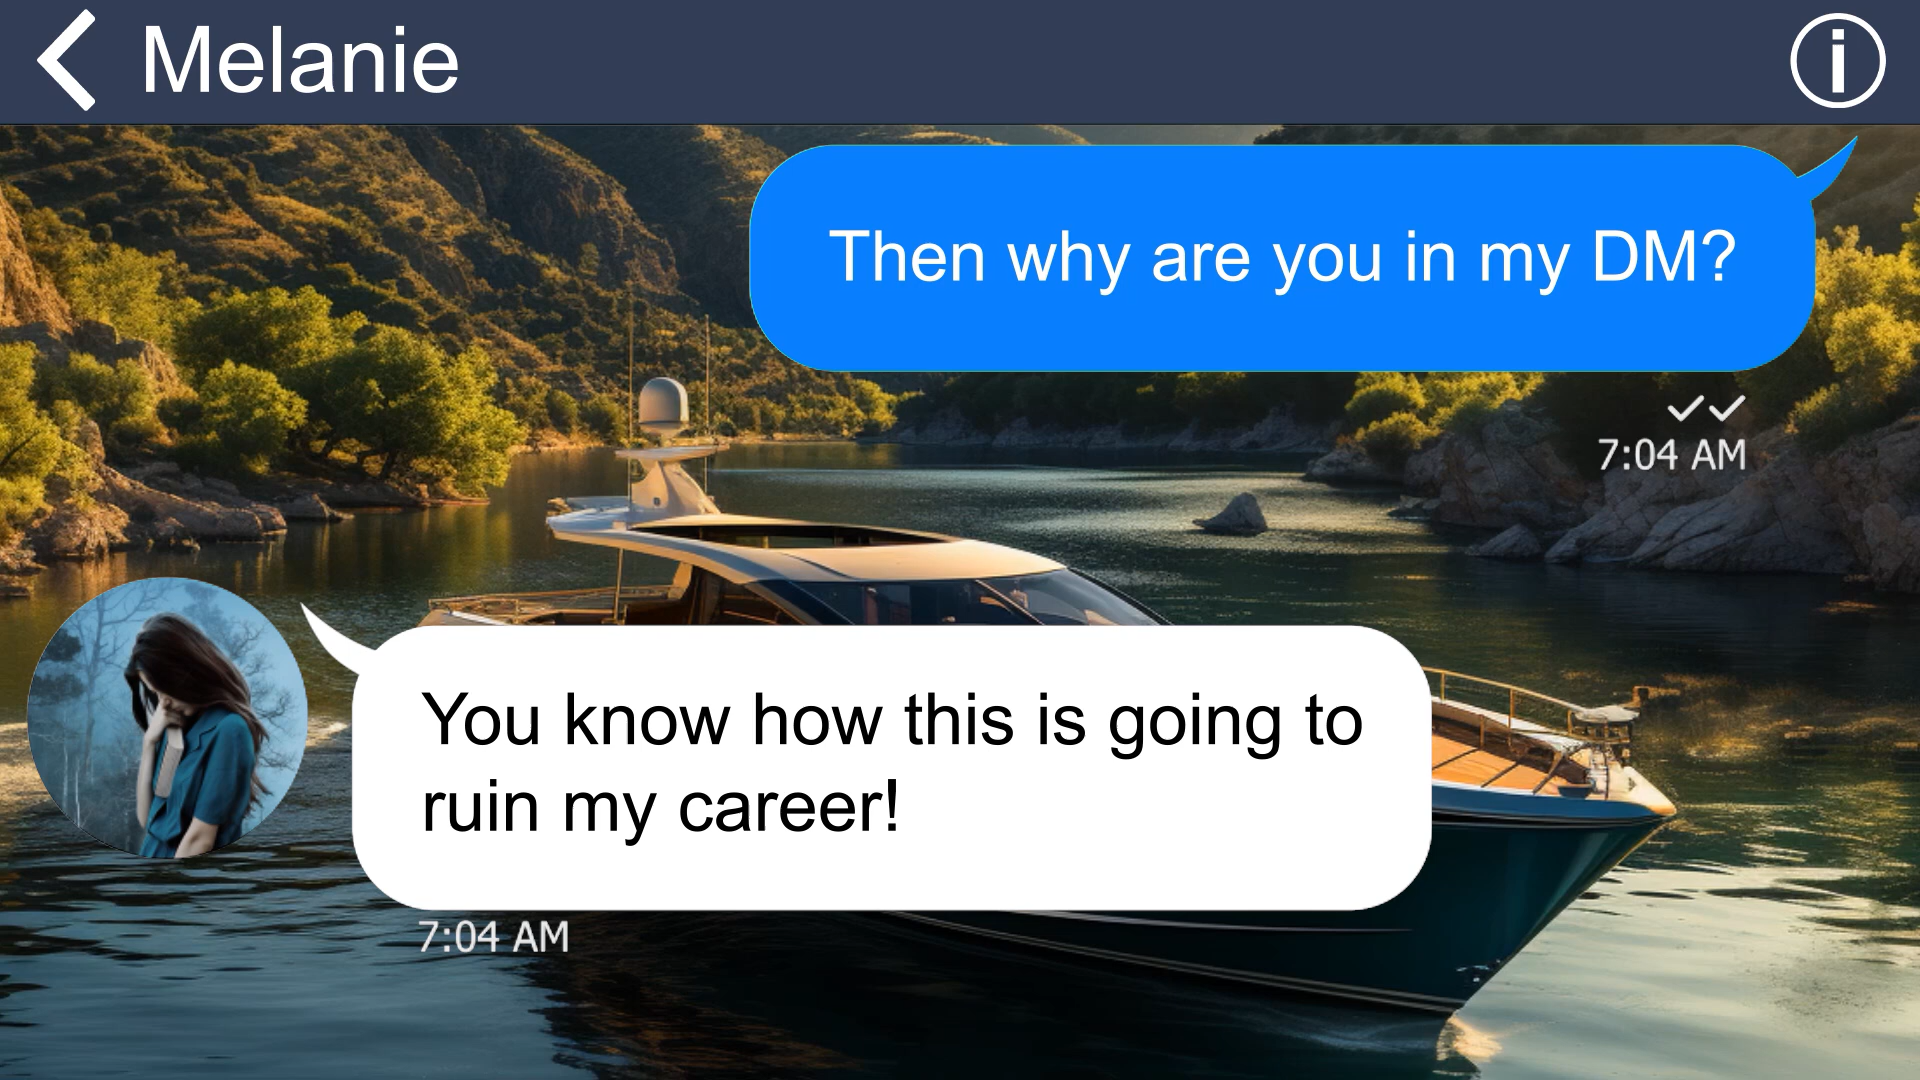 Melanie
Then why are you in my DM?
7:04 AM
You know how this is going to
ruin my career!
7:04 AM